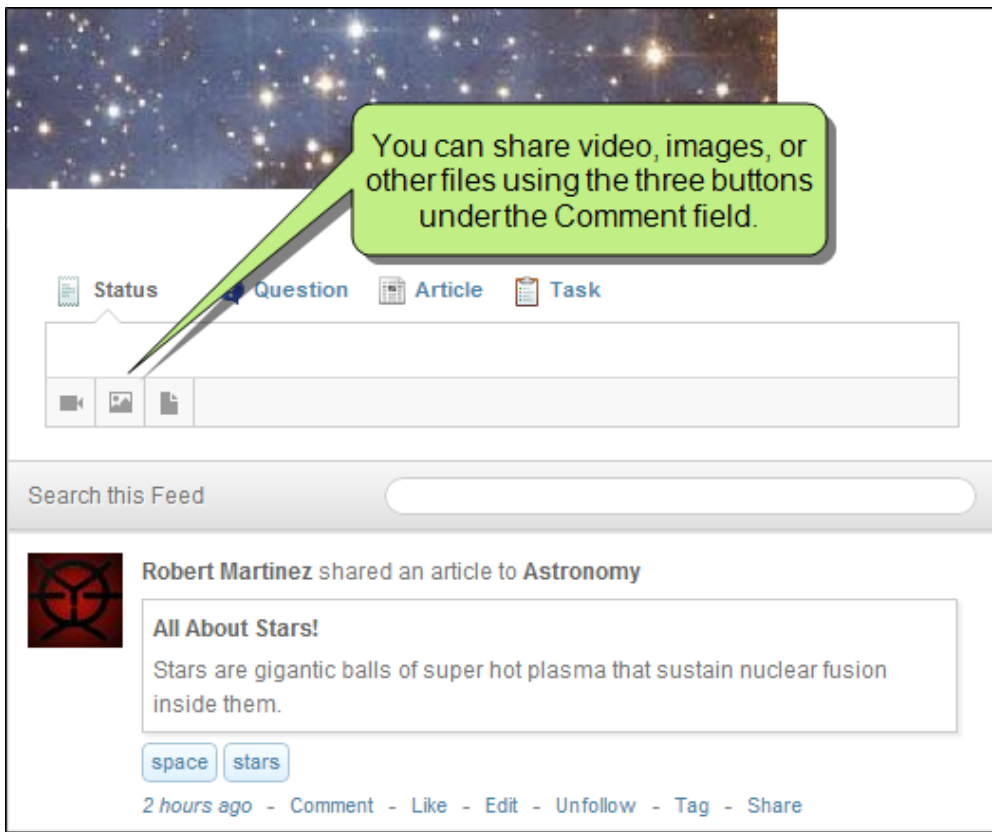 You can share video, images, or
other files using the three buttons
under the Comment field.
Status Question Article Task
Search this Feed
Robert Martinez shared an article to Astronomy
All About Stars!
Stars are gigantic balls of super hot plasma that sustain nuclear fusion
inside them.
space stars
2 hours ago - Comment - Like - Edit - Unfollow - Tag - Share